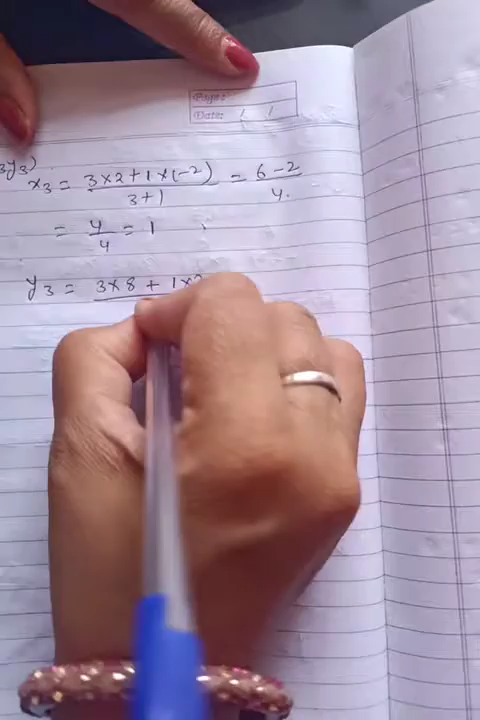 Page:
Date: / /
3y3)
x3 = 3×2+1×(-2)/3+1 = 6-2/4.
= 4/4 = 1
y3 = 3×8 + 1×